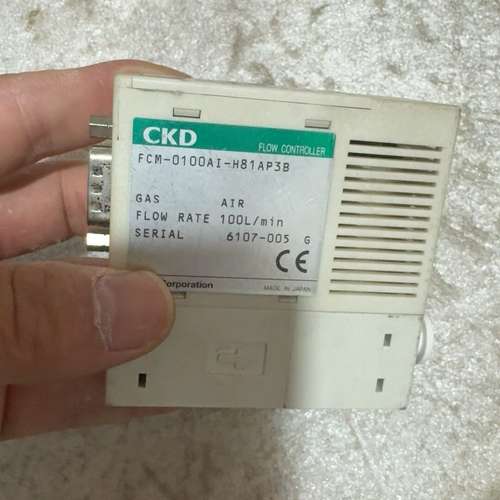 CKD
FLOW CONTROLLER
FCM-0100AI-H81AP3B
GAS AIR
FLOW RATE 100L/min
SERIAL 6107-005 G
CE
Corporation MADE IN JAPAN